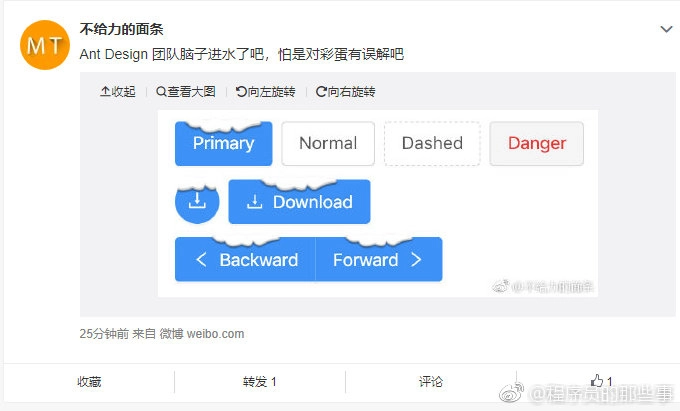 MT
不给力的面条
Ant Design 团队脑子进水了吧，怕是对彩蛋有误解吧
收起 查看大图 向左旋转 向右旋转
Primary Normal Dashed Danger
Download
Backward Forward
@不给力的面条
25分钟前 来自 微博 weibo.com
收藏 转发 1 评论 1
@程序员的那些事